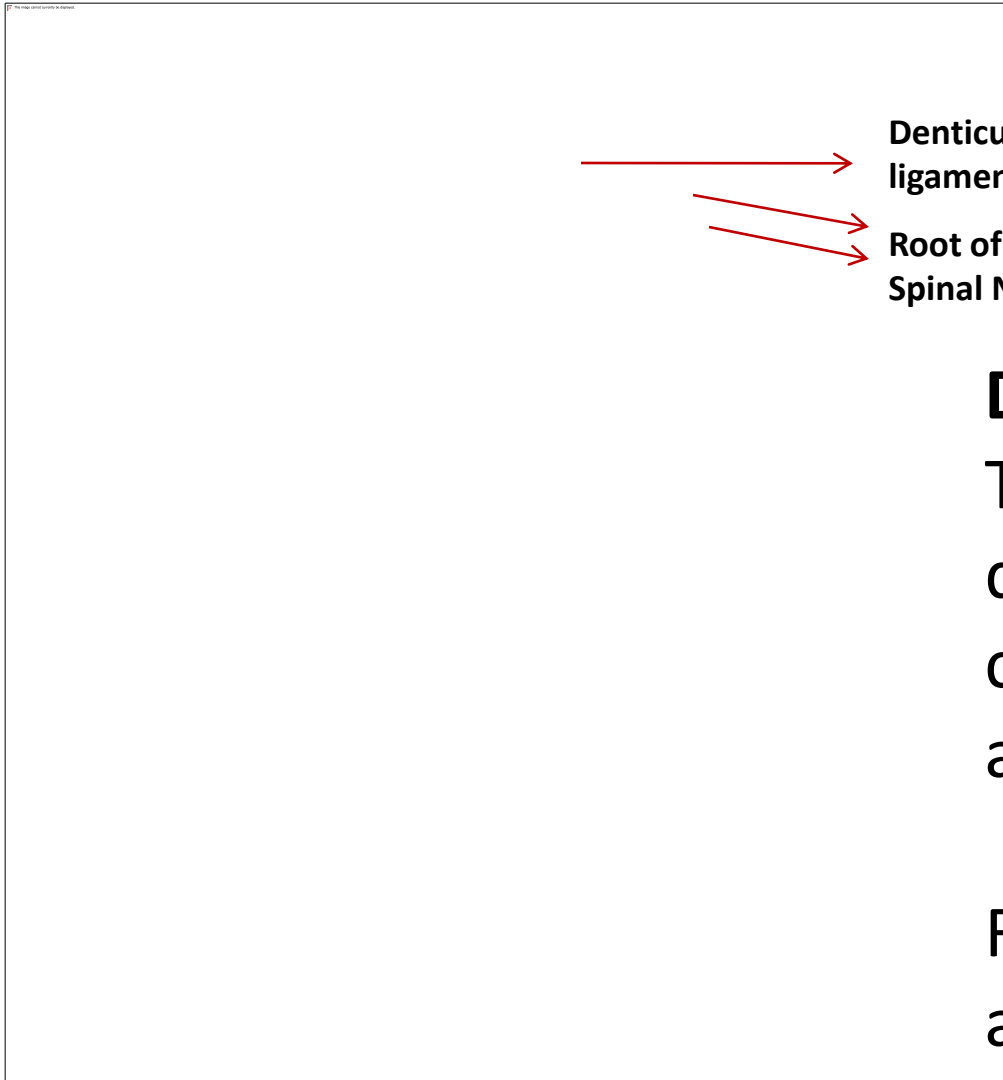 This image cannot currently be displayed.
Denticu
ligamen
Root of
Spinal N
D
T
c
c
a
F
a